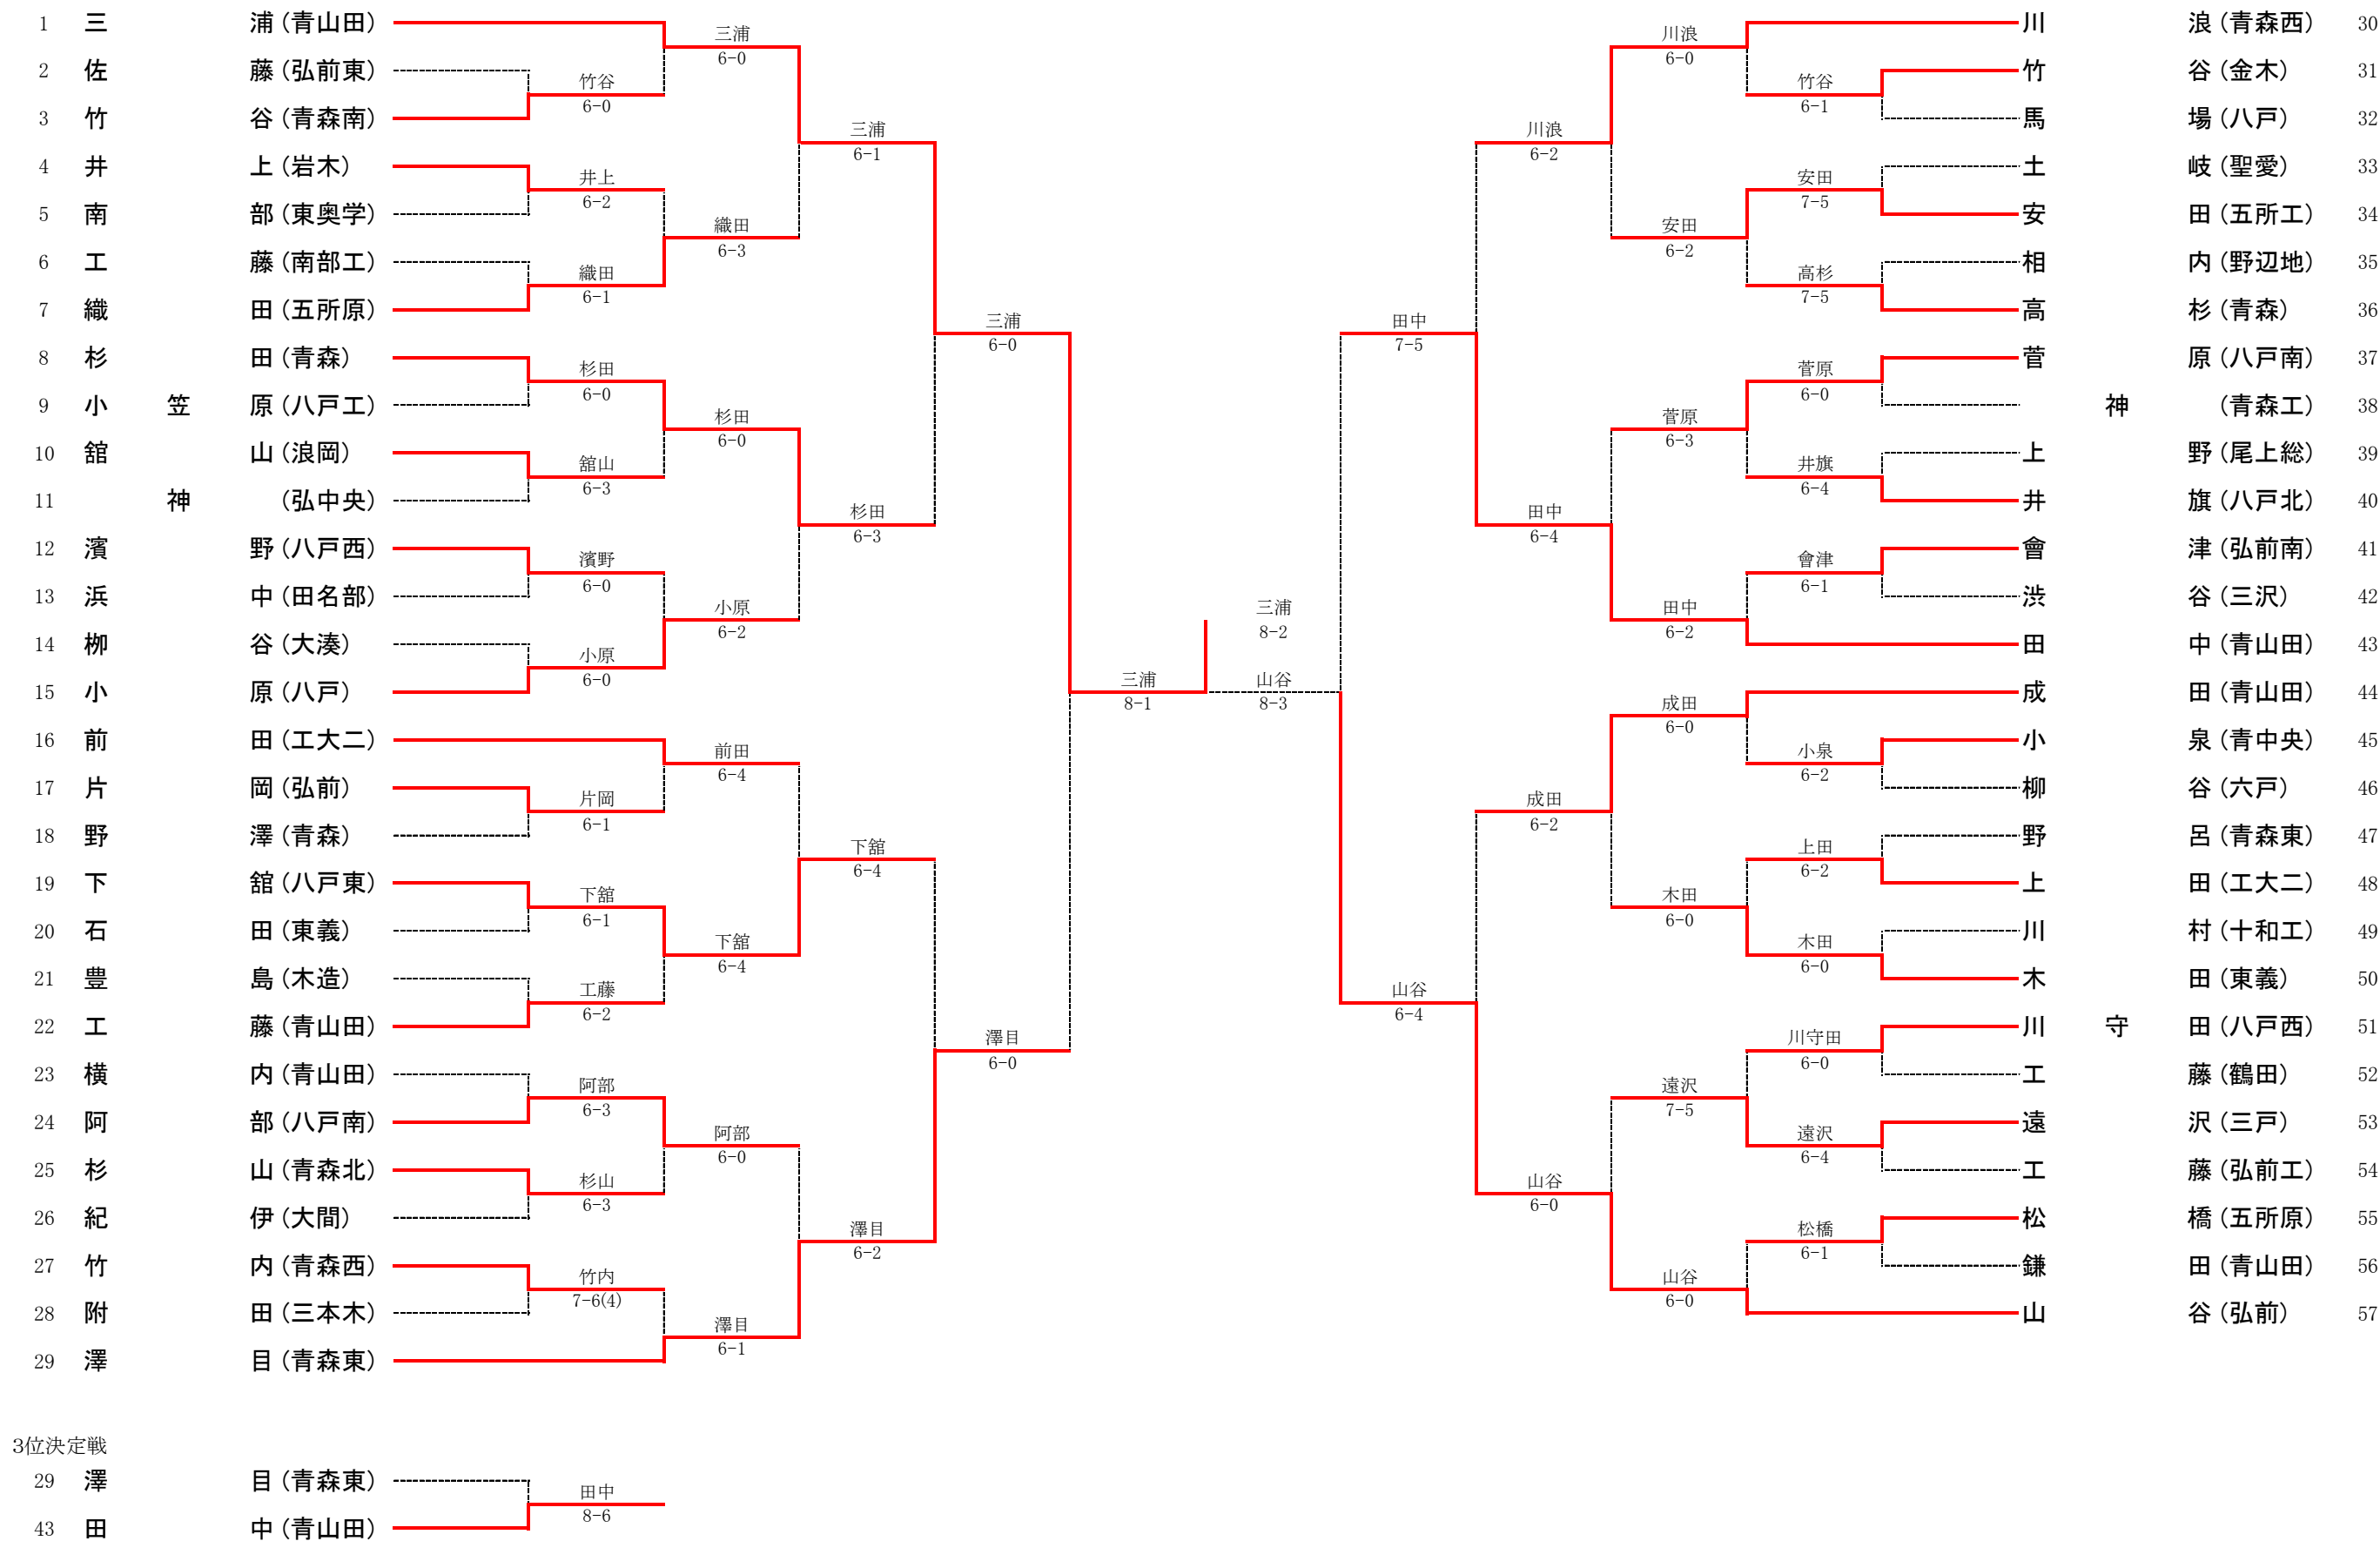 1 三浦 (青山田)
2 佐藤 (弘前東)
3 竹谷 (青森南)
4 井上 (岩木)
5 南部 (東奥学)
6 工藤 (南部工)
7 織田 (五所原)
8 杉田 (青森)
9 小笠原 (八戸工)
10 舘山 (浪岡)
11 神 (弘中央)
12 濱野 (八戸西)
13 浜中 (田名部)
14 栁谷 (大湊)
15 小原 (八戸)
16 前田 (工大二)
17 片岡 (弘前)
18 野澤 (青森)
19 下舘 (八戸東)
20 石田 (東義)
21 豊島 (木造)
22 工藤 (青山田)
23 横内 (青山田)
24 阿部 (八戸南)
25 杉山 (青森北)
26 紀伊 (大間)
27 竹内 (青森西)
28 附田 (三本木)
29 澤目 (青森東)
竹谷
6-0
井上
6-2
織田
6-1
杉田
6-0
舘山
6-3
濱野
6-0
小原
6-0
片岡
6-1
下舘
6-1
工藤
6-2
阿部
6-3
杉山
6-3
竹内
7-6(4)
三浦
6-0
織田
6-3
杉田
6-0
小原
6-2
前田
6-4
下舘
6-4
阿部
6-0
澤目
6-1
三浦
6-1
杉田
6-3
下舘
6-4
澤目
6-2
三浦
6-0
澤目
6-0
三浦
8-1
三浦
8-2
山谷
8-3
田中
7-5
山谷
6-4
川浪
6-2
田中
6-4
成田
6-2
山谷
6-0
川浪
6-0
安田
6-2
菅原
6-3
田中
6-2
成田
6-0
木田
6-0
遠沢
7-5
山谷
6-0
竹谷
6-1
安田
7-5
高杉
7-5
菅原
6-0
井旗
6-4
會津
6-1
小泉
6-2
上田
6-2
木田
6-0
川守田
6-0
遠沢
6-4
松橋
6-1
川浪 (青森西) 30
竹谷 (金木) 31
馬場 (八戸) 32
土岐 (聖愛) 33
安田 (五所工) 34
相内 (野辺地) 35
高杉 (青森) 36
菅原 (八戸南) 37
神 (青森工) 38
上野 (尾上総) 39
井旗 (八戸北) 40
會津 (弘前南) 41
渋谷 (三沢) 42
田中 (青山田) 43
成田 (青山田) 44
小泉 (青中央) 45
柳谷 (六戸) 46
野呂 (青森東) 47
上田 (工大二) 48
川村 (十和工) 49
木田 (東義) 50
川守田 (八戸西) 51
工藤 (鶴田) 52
遠沢 (三戸) 53
工藤 (弘前工) 54
松橋 (五所原) 55
鎌田 (青山田) 56
山谷 (弘前) 57
3位決定戦
29 澤目 (青森東)
43 田中 (青山田)
田中
8-6